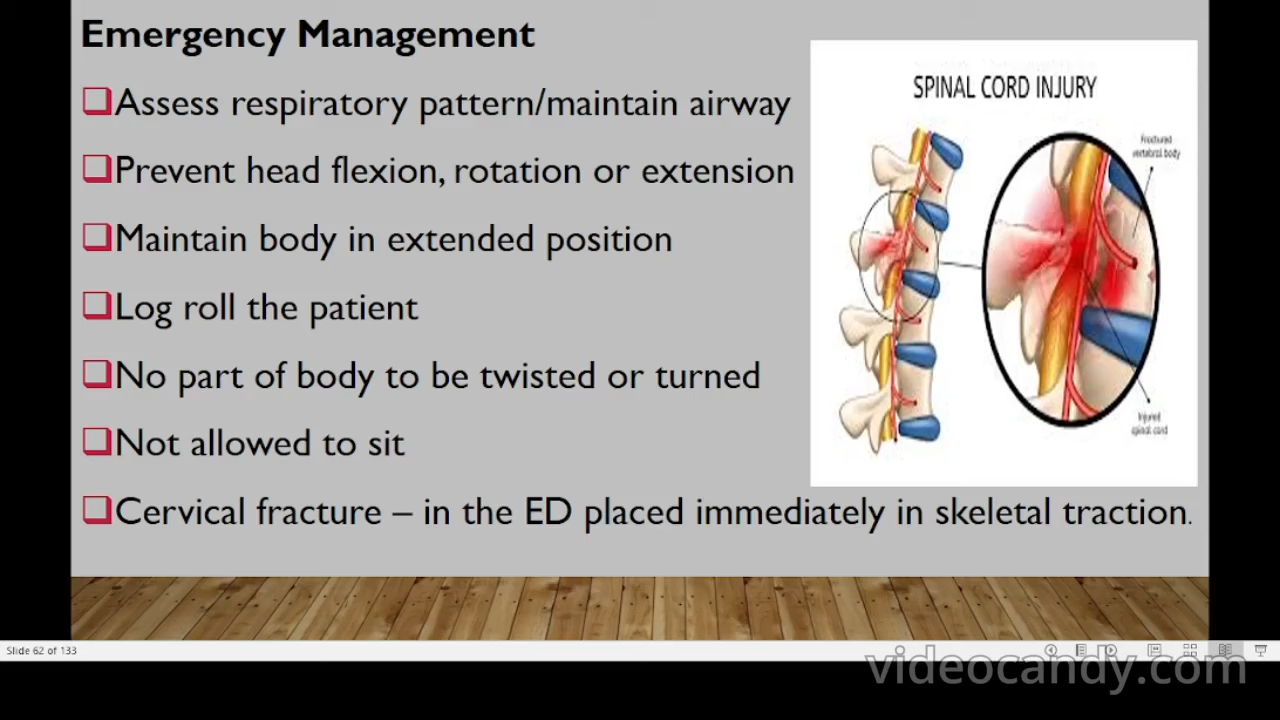 Emergency Management
❑Assess respiratory pattern/maintain airway
❑Prevent head flexion, rotation or extension
❑Maintain body in extended position
❑Log roll the patient
❑No part of body to be twisted or turned
❑Not allowed to sit
❑Cervical fracture – in the ED placed immediately in skeletal traction.
SPINAL CORD INJURY
Fractured
vertebral body
Injured
spinal cord
Slide 62 of 133
videocandy.com